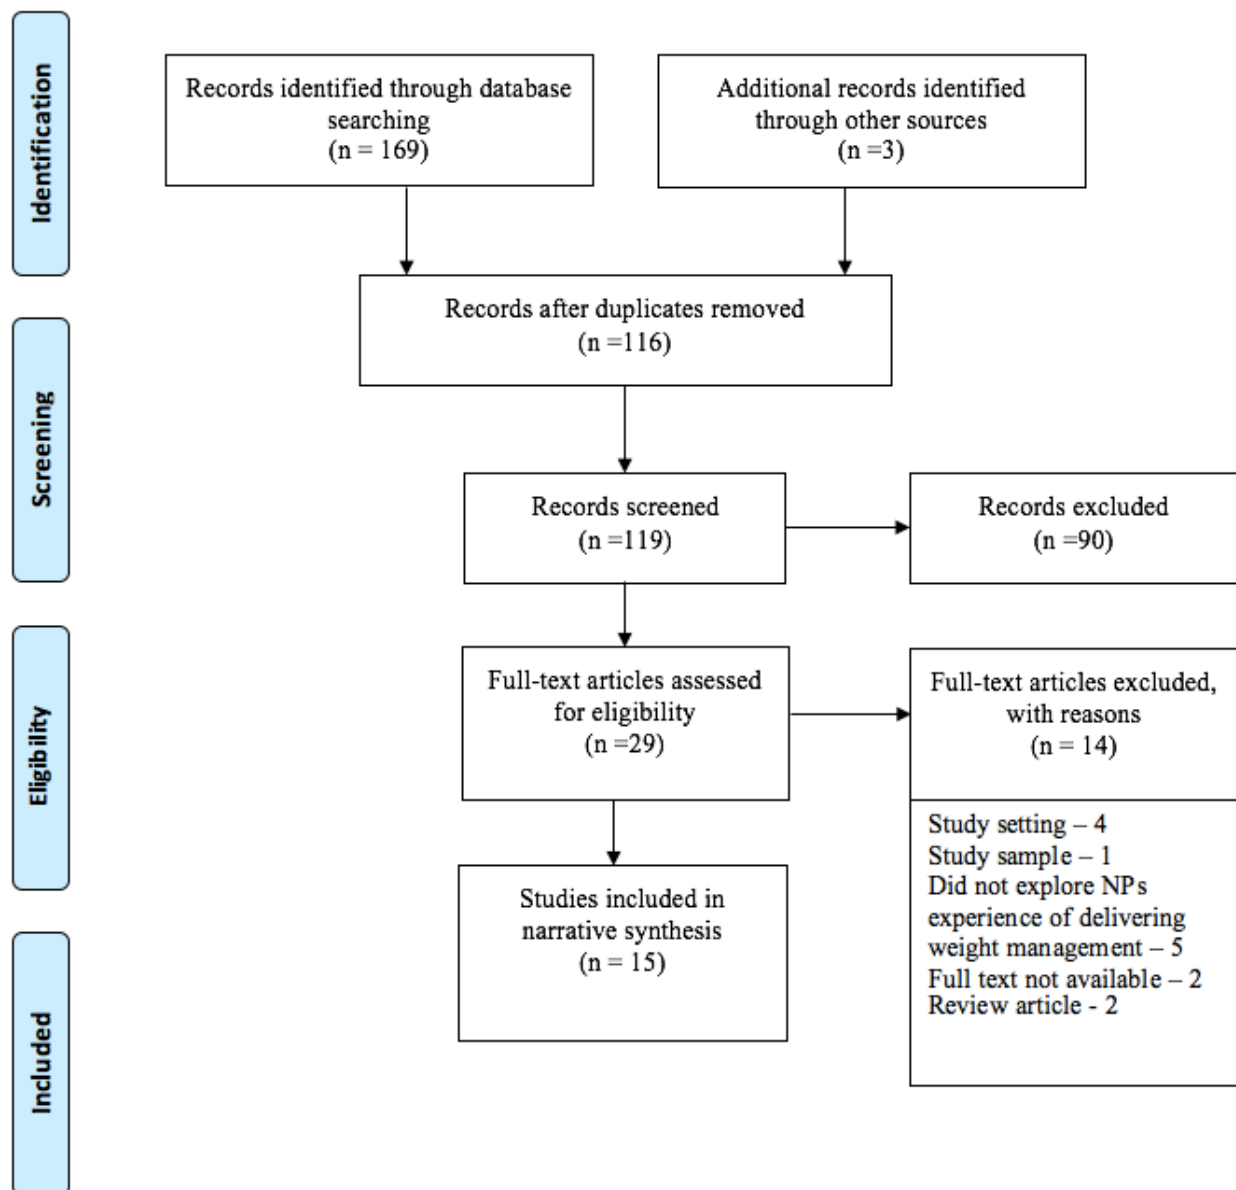 Identification
Records identified through database
searching
(n = 169)
Additional records identified
through other sources
(n =3)
Records after duplicates removed
(n =116)
Screening
Records screened
(n =119)
Records excluded
(n =90)
Eligibility
Full-text articles assessed
for eligibility
(n =29)
Full-text articles excluded,
with reasons
(n = 14)
Study setting – 4
Study sample – 1
Did not explore NPs
experience of delivering
weight management – 5
Full text not available – 2
Review article - 2
Included
Studies included in
narrative synthesis
(n = 15)